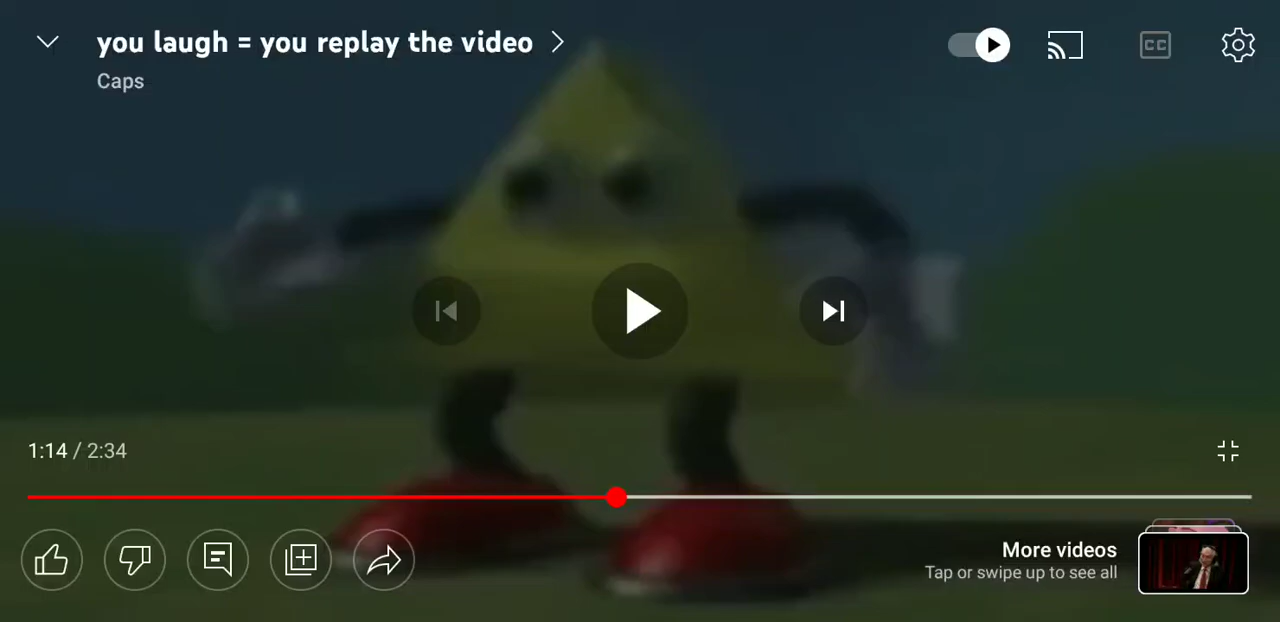 you laugh = you replay the video
Caps
CC
1:14 / 2:34
More videos
Tap or swipe up to see all